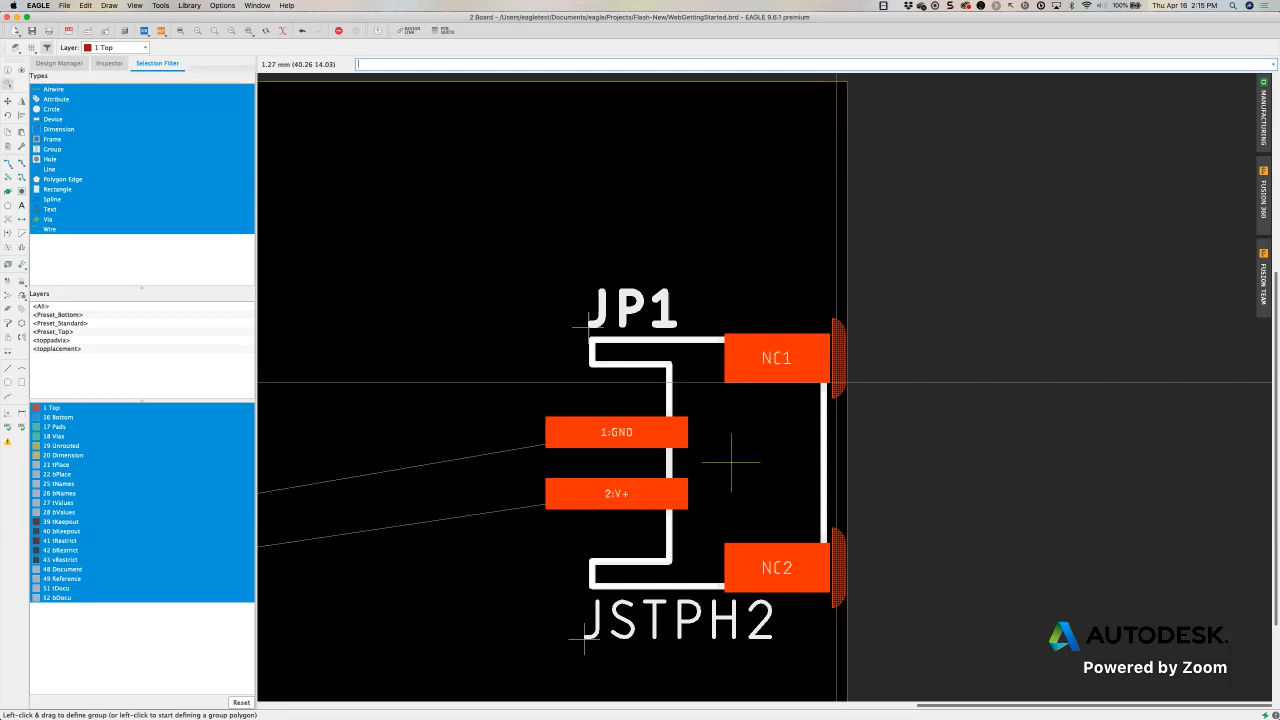 EAGLE File Edit Draw View Tools Library Options Window Help
100% Thu Apr 16 2:15 PM
2 Board - /Users/eagletest/Documents/eagle/Projects/Flash-New/WebGettingStarted.brd - EAGLE 9.6.1 premium
DESIGN LINK
PCB QUOTE
Layer: 1 Top
Design Manager Inspector Selection Filter
1.27 mm (40.26 14.03)
Types
Airwire
Attribute
Circle
Device
Dimension
Frame
Group
Hole
Line
Polygon Edge
Rectangle
Spline
Text
Via
Wire
Layers
<All>
<Preset_Bottom>
<Preset_Standard>
<Preset_Top>
<toppadvia>
<topplacement>
1 Top
16 Bottom
17 Pads
18 Vias
19 Unrouted
20 Dimension
21 tPlace
22 bPlace
25 tNames
26 bNames
27 tValues
28 bValues
39 tKeepout
40 bKeepout
41 tRestrict
42 bRestrict
43 vRestrict
48 Document
49 Reference
51 tDocu
52 bDocu
Reset
JP1
NC1
1:GND
2:V+
NC2
JSTPH2
MANUFACTURING
FUSION 360
FUSION TEAM
AUTODESK.
Powered by Zoom
Left-click & drag to define group (or left-click to start defining a group polygon)